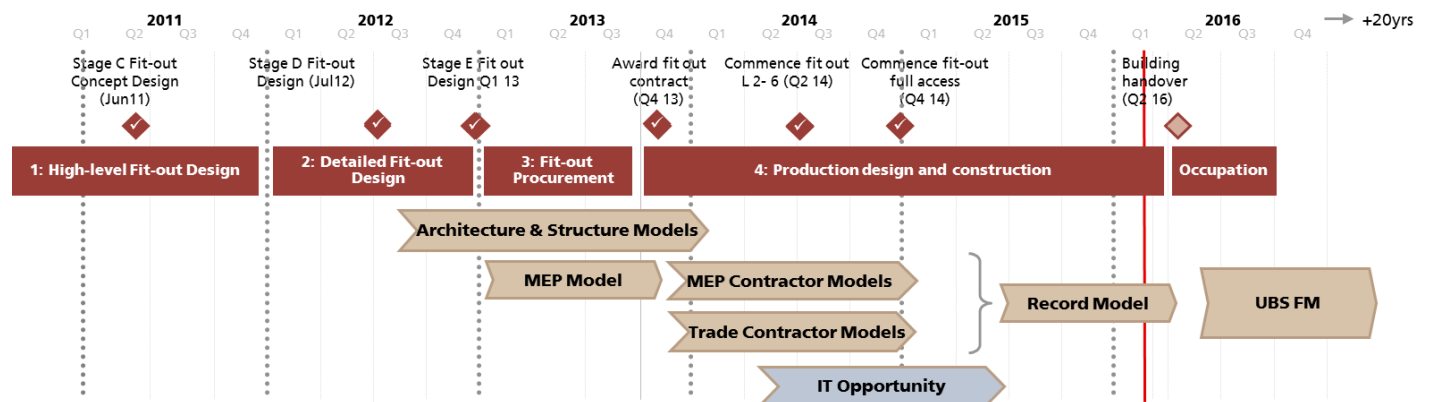 2011 2012 2013 2014 2015 2016 +20yrs
Q1 Q2 Q3 Q1 Q2 Q3 Q4 Q1 Q2 Q3 Q4 Q1 Q2 Q3 Q4 Q1 Q2 Q3 Q4 Q1 Q2 Q3 Q4
Stage C Fit-out
Concept Design
(Jun11)
Stage D Fit-out
Design (Jul12)
Stage E Fit out
Design Q1 13
Award fit out
contract
(Q4 13)
Commence fit out
L 2- 6 (Q2 14)
Commence fit-out
full access
(Q4 14)
Building
handover
(Q2 16)
1: High-level Fit-out Design
2: Detailed Fit-out
Design
3: Fit-out
Procurement
4: Production design and construction
Occupation
Architecture & Structure Models
MEP Model
MEP Contractor Models
Trade Contractor Models
Record Model
UBS FM
IT Opportunity